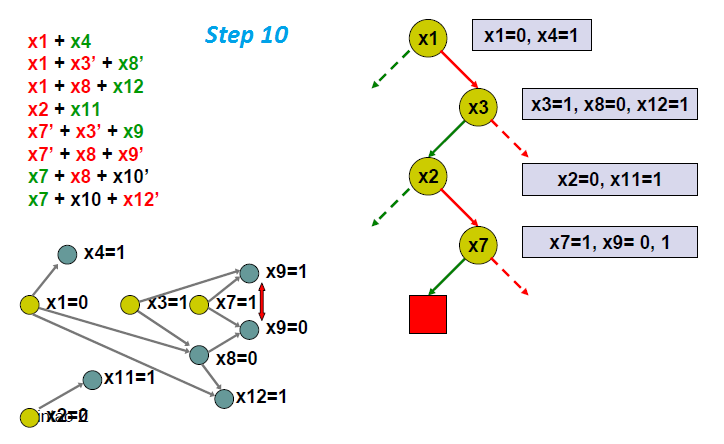 Step 10
x1 + x4
x1 + x3’ + x8’
x1 + x8 + x12
x2 + x11
x7’ + x3’ + x9
x7’ + x8 + x9’
x7 + x8 + x10’
x7 + x10 + x12’
x1
x1=0, x4=1
x3
x3=1, x8=0, x12=1
x2
x2=0, x11=1
x7
x7=1, x9= 0, 1
x4=1
x9=1
x1=0
x3=1
x7=1
x9=0
x8=0
x11=1
x12=1
x2=0